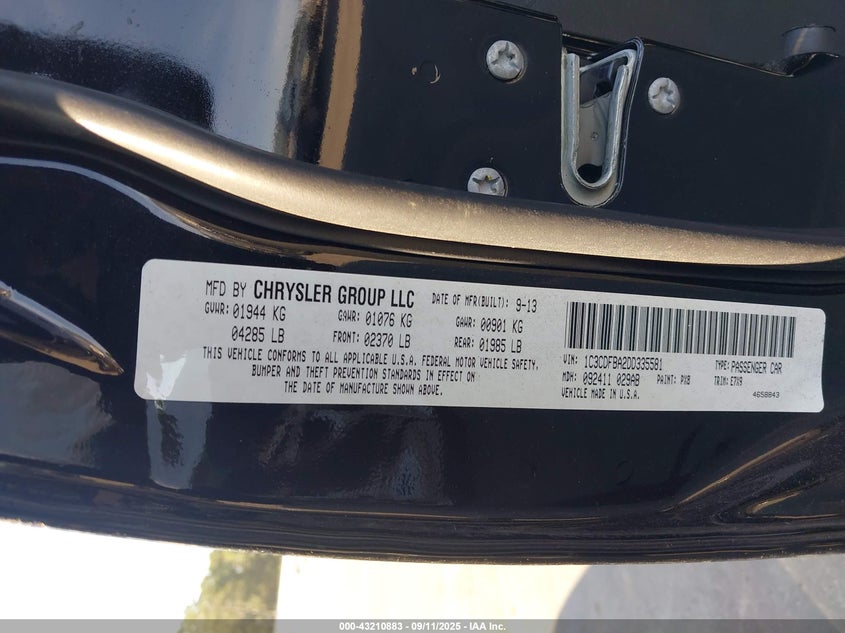 MFD BY CHRYSLER GROUP LLC
DATE OF MFR(BUILT): 9-13
GVWR: 01944 KG
GAWR: 01076 KG
GAWR: 00901 KG
04285 LB
FRONT: 02370 LB
REAR: 01985 LB
THIS VEHICLE CONFORMS TO ALL APPLICABLE U.S.A. FEDERAL MOTOR VEHICLE SAFETY,
BUMPER AND THEFT PREVENTION STANDARDS IN EFFECT ON
THE DATE OF MANUFACTURE SHOWN ABOVE.
VIN: 1C3CDFBA2DD335581
TYPE: PASSENGER CAR
MDH: 092411 029AB
PAINT: PX8
TRIM: E7X9
VEHICLE MADE IN U.S.A.
4658843
000-43210883 - 09/11/2025 - IAA Inc.